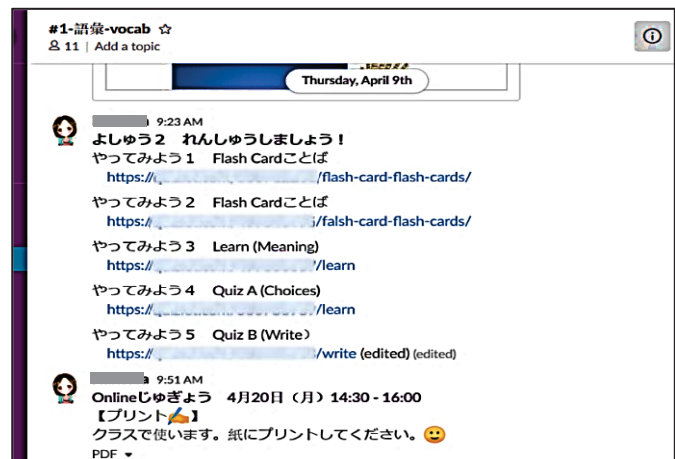 #1-語彙-vocab ☆
11 | Add a topic
Thursday, April 9th
9:23 AM
よしゅう2　れんしゅうしましょう！
やってみよう1　Flash Cardことば
https:// /flash-card-flash-cards/
やってみよう2　Flash Cardことば
https:// /falsh-card-flash-cards/
やってみよう3　Learn (Meaning)
https:// /learn
やってみよう4　Quiz A (Choices)
https:// /learn
やってみよう5　Quiz B (Write）
https:// /write (edited) (edited)
9:51 AM
Onlineじゅぎょう　4月20日（月）14:30 - 16:00
【プリント✍️】
クラスで使います。紙にプリントしてください。🙂
PDF ▼